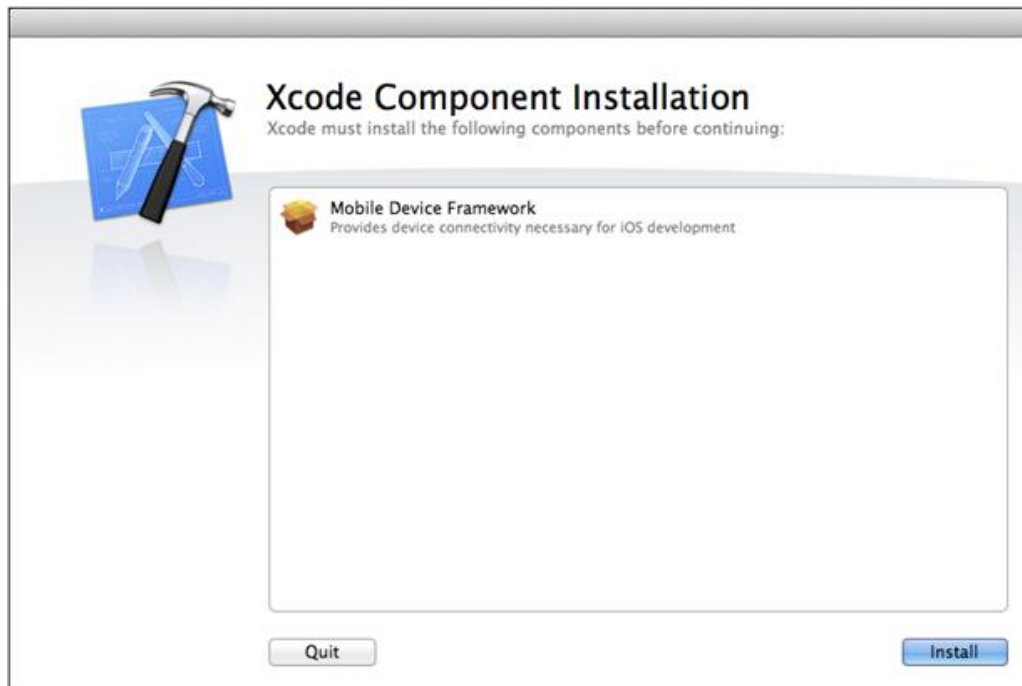 Xcode Component Installation
Xcode must install the following components before continuing:
Mobile Device Framework
Provides device connectivity necessary for iOS development
Quit
Install